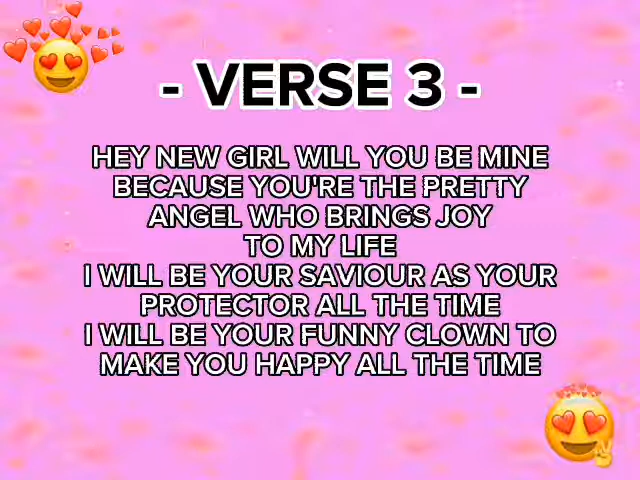 - VERSE 3 -
HEY NEW GIRL WILL YOU BE MINE
BECAUSE YOU'RE THE PRETTY
ANGEL WHO BRINGS JOY
TO MY LIFE
I WILL BE YOUR SAVIOUR AS YOUR
PROTECTOR ALL THE TIME
I WILL BE YOUR FUNNY CLOWN TO
MAKE YOU HAPPY ALL THE TIME